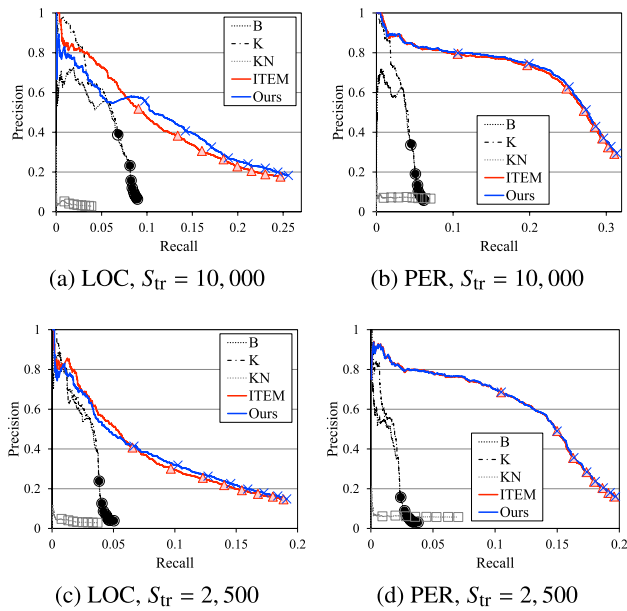 1
0.8
0.6
0.4
0.2
0
Precision
0
0.05
0.1
0.15
0.2
0.25
Recall
B
K
KN
ITEM
Ours
(a) LOC, Str = 10, 000
1
0.8
0.6
0.4
0.2
0
Precision
0
0.1
0.2
0.3
Recall
B
K
KN
ITEM
Ours
(b) PER, Str = 10, 000
1
0.8
0.6
0.4
0.2
0
Precision
0
0.05
0.1
0.15
0.2
Recall
B
K
KN
ITEM
Ours
(c) LOC, Str = 2, 500
1
0.8
0.6
0.4
0.2
0
Precision
0
0.05
0.1
0.15
0.2
Recall
B
K
KN
ITEM
Ours
(d) PER, Str = 2, 500